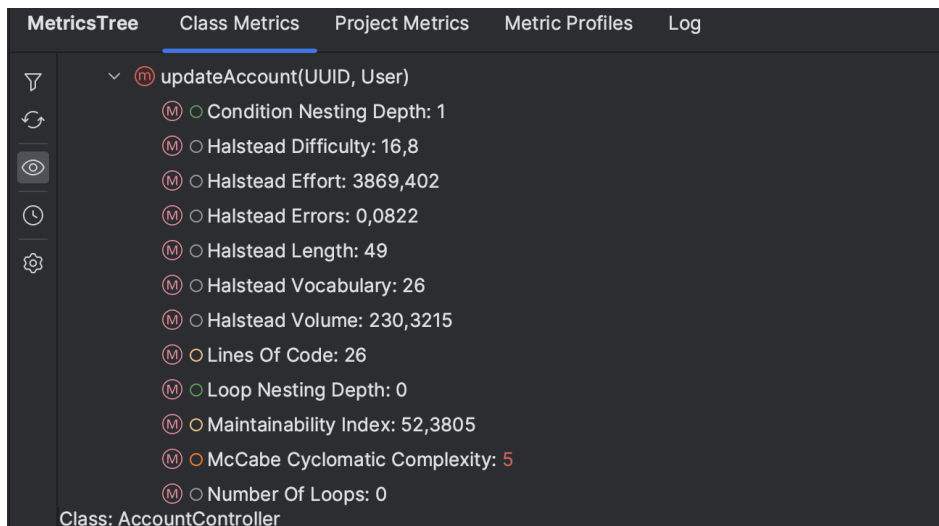 MetricsTree Class Metrics Project Metrics Metric Profiles Log
m updateAccount(UUID, User)
M Condition Nesting Depth: 1
M Halstead Difficulty: 16,8
M Halstead Effort: 3869,402
M Halstead Errors: 0,0822
M Halstead Length: 49
M Halstead Vocabulary: 26
M Halstead Volume: 230,3215
M Lines Of Code: 26
M Loop Nesting Depth: 0
M Maintainability Index: 52,3805
M McCabe Cyclomatic Complexity: 5
M Number Of Loops: 0
Class: AccountController